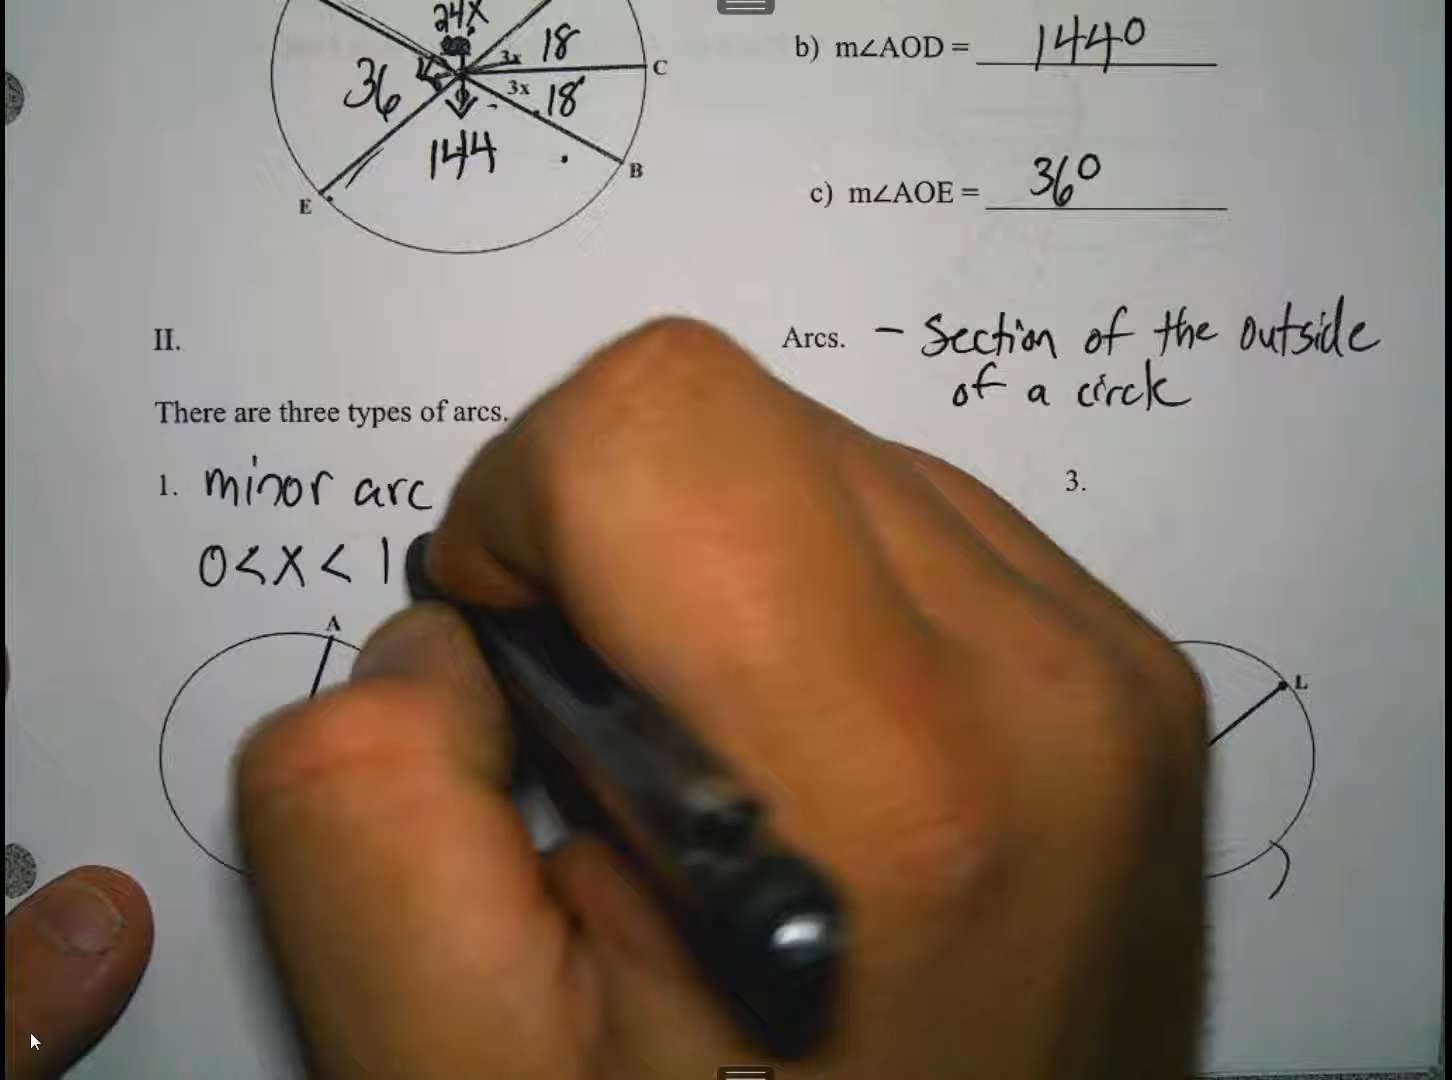 24x
18
3x
C
b) m∠AOD = 144°
36
3x
18
144
B
c) m∠AOE = 36°
E
II.
Arcs. – Section of the outside
of a circle
There are three types of arcs.
1. minor arc
3.
0<x<1
A
L